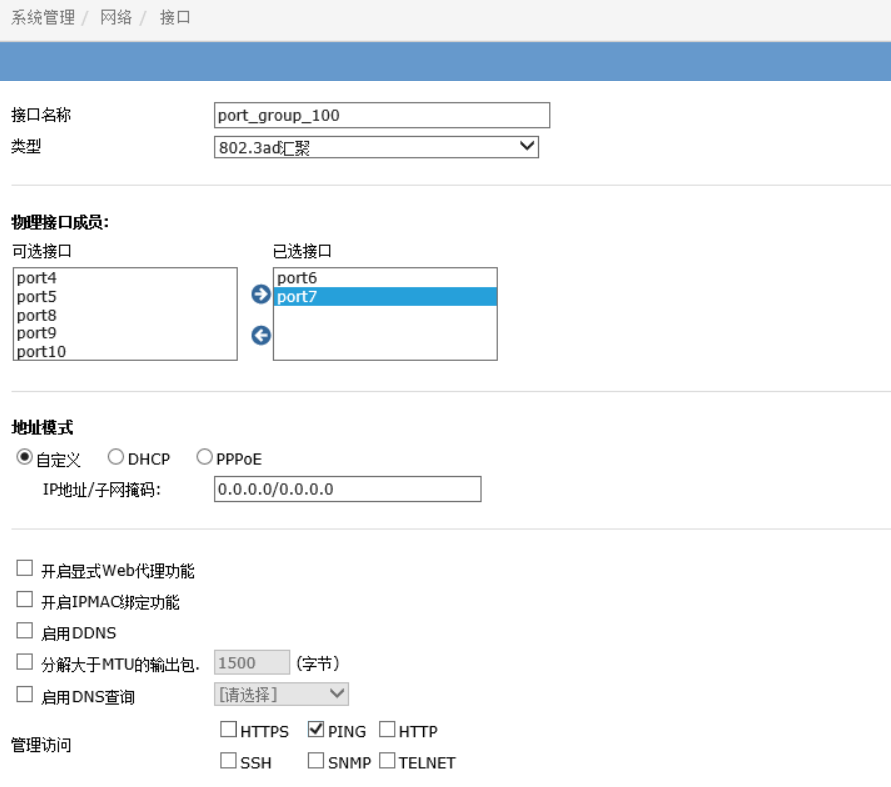 系统管理 / 网络 / 接口
接口名称 port_group_100
类型 802.3ad汇聚
物理接口成员:
可选接口 已选接口
port4 port6
port5 port7
port8
port9
port10
地址模式
自定义 DHCP PPPoE
IP地址/子网掩码: 0.0.0.0/0.0.0.0
开启显式Web代理功能
开启IPMAC绑定功能
启用DDNS
分解大于MTU的输出包. 1500 (字节)
启用DNS查询 [请选择]
管理访问 HTTPS PING HTTP
SSH SNMP TELNET